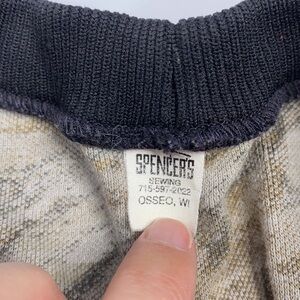 SPENCER'S
SEWING
715-597-2022
OSSEO, WI